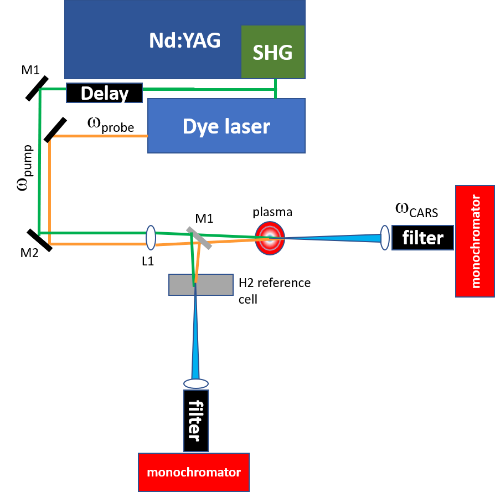 Nd:YAG
SHG
M1
Delay
Dye laser
ωprobe
ωpump
M1
plasma
ωCARS
filter
monochromator
M2
L1
H2 reference
cell
filter
monochromator